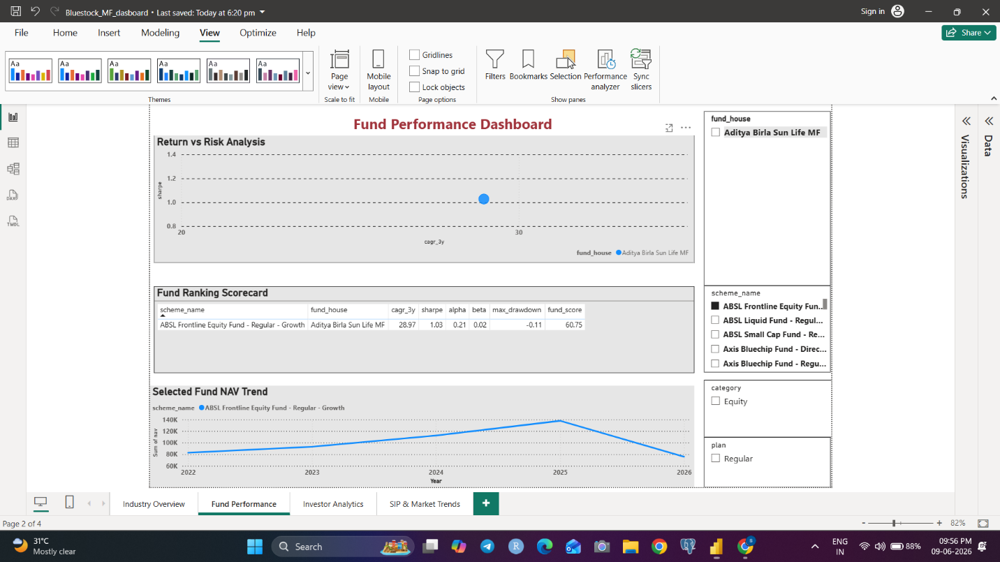 Bluestock_MF_dasboard • Last saved: Today at 6:20 pm
Sign in
File Home Insert View Modeling Optimize Help
Share
Aa Aa Aa Aa Aa Aa
Page view
Mobile layout
Gridlines
Snap to grid
Lock objects
Filters
Bookmarks
Selection
Performance analyzer
Sync slicers
Themes
Scale to fit
Mobile
Page options
Show panes
Fund Performance Dashboard
Return vs Risk Analysis
1.4
1.2
1.0
0.8
sharpe
20 30
cagr_3y
fund_house Aditya Birla Sun Life MF
Fund Ranking Scorecard
scheme_name fund_house cagr_3y sharpe alpha beta max_drawdown fund_score
ABSL Frontline Equity Fund - Regular - Growth Aditya Birla Sun Life MF 28.97 1.03 0.21 0.02 -0.11 60.75
Selected Fund NAV Trend
scheme_name ABSL Frontline Equity Fund - Regular - Growth
140K
120K
100K
80K
60K
Sum of nav
2022 2023 2024 2025 2026
Year
fund_house
Aditya Birla Sun Life MF
scheme_name
ABSL Frontline Equity Fun...
ABSL Liquid Fund - Regul...
ABSL Small Cap Fund - Re...
Axis Bluechip Fund - Direc...
Axis Bluechip Fund - Regu...
category
Equity
plan
Regular
Visualizations
Data
DAX
TMDL
Industry Overview
Fund Performance
Investor Analytics
SIP & Market Trends
+
Page 2 of 4
- + 82%
31°C
Mostly clear
Search
R
8
ENG
IN
88%
09:56 PM
09-06-2026